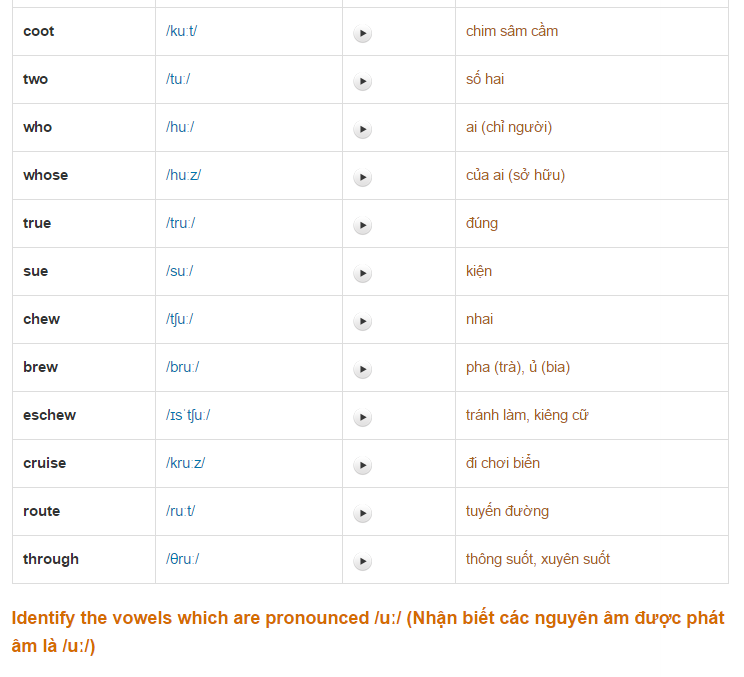 coot /kuːt/ chim sâm cầm
two /tuː/ số hai
who /huː/ ai (chỉ người)
whose /huːz/ của ai (sở hữu)
true /truː/ đúng
sue /suː/ kiện
chew /tʃuː/ nhai
brew /bruː/ pha (trà), ủ (bia)
eschew /ɪsˈtʃuː/ tránh làm, kiêng cữ
cruise /kruːz/ đi chơi biển
route /ruːt/ tuyến đường
through /θruː/ thông suốt, xuyên suốt
Identify the vowels which are pronounced /uː/ (Nhận biết các nguyên âm được phát
âm là /uː/)